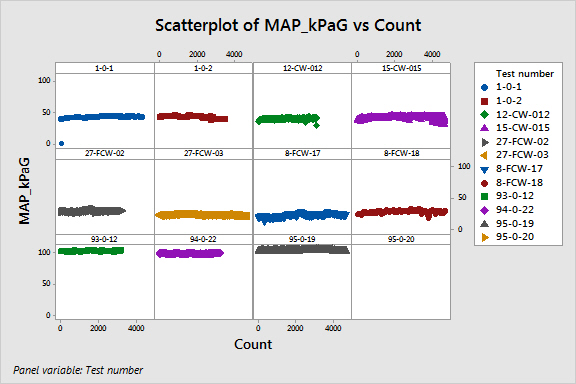 Scatterplot of MAP_kPaG vs Count
0 2000 4000 0 2000 4000
1-0-1 1-0-2 12-CW-012 15-CW-015
100
50
0
27-FCW-02 27-FCW-03 8-FCW-17 8-FCW-18
100
50
0
93-0-12 94-0-22 95-0-19 95-0-20
100
50
0
0 2000 4000 0 2000 4000
MAP_kPaG
Count
Test number
1-0-1
1-0-2
12-CW-012
15-CW-015
27-FCW-02
27-FCW-03
8-FCW-17
8-FCW-18
93-0-12
94-0-22
95-0-19
95-0-20
Panel variable: Test number